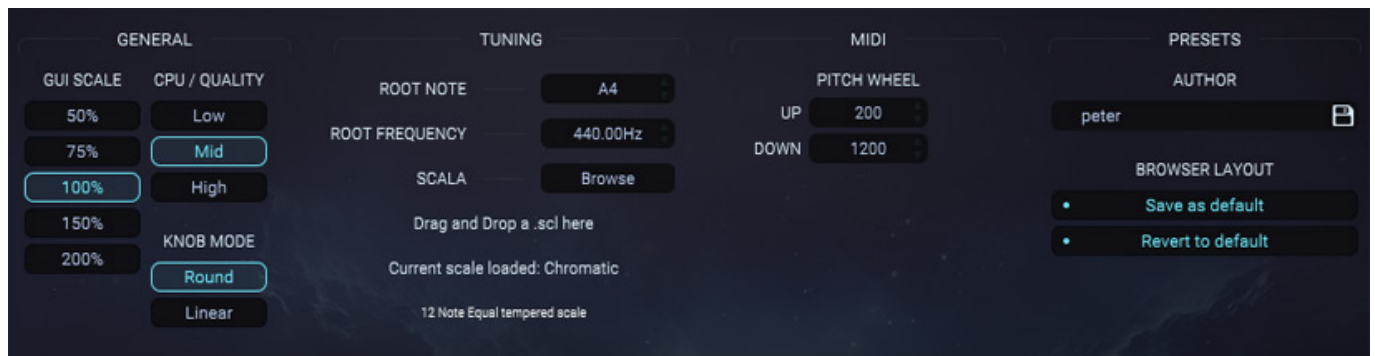 GENERAL
GUI SCALE
50%
75%
100%
150%
200%
CPU / QUALITY
Low
Mid
High
KNOB MODE
Round
Linear
TUNING
ROOT NOTE A4
ROOT FREQUENCY 440.00Hz
SCALA Browse
Drag and Drop a .scl here
Current scale loaded: Chromatic
12 Note Equal tempered scale
MIDI
PITCH WHEEL
UP 200
DOWN 1200
PRESETS
AUTHOR
peter
BROWSER LAYOUT
Save as default
Revert to default